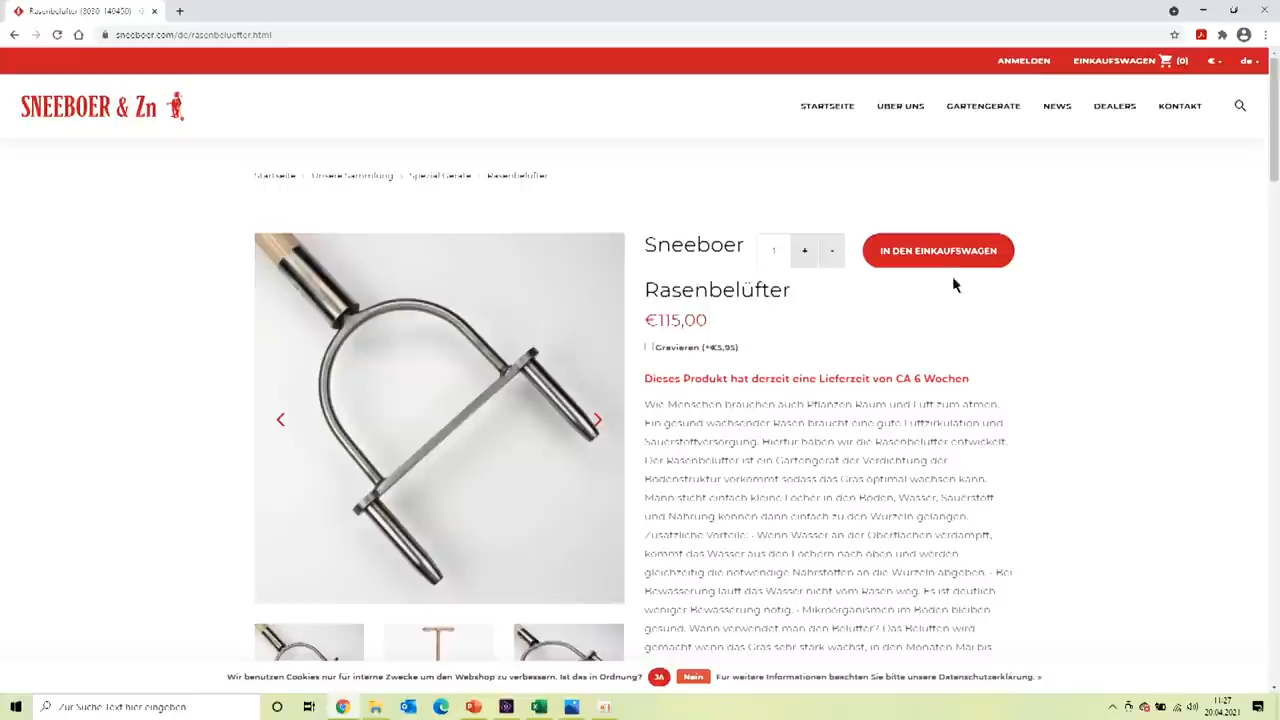 Rasenbelüfter (8030-140450) - S
sneeboer.com/de/rasenbeluefter.html
ANMELDEN EINKAUFSWAGEN (0) € de
SNEEBOER & Zn
STARTSEITE ÜBER UNS GARTENGERÄTE NEWS DEALERS KONTAKT
Startseite Unsere Sammlung Spezial Geräte Rasenbelüfter
Sneeboer 1 + - IN DEN EINKAUFSWAGEN
Rasenbelüfter
€115,00
Gravieren (+€5,95)
Dieses Produkt hat derzeit eine Lieferzeit von CA 6 Wochen
Wie Menschen brauchen auch Pflanzen Raum und Luft zum atmen.
Ein gesund wachsender Rasen braucht eine gute Luftzirkulation und
Sauerstoffversorgung. Hierfür haben wir die Rasenbelüfter entwickelt.
Der Rasenbelüfter ist ein Gartengerät der Verdichtung der
Bodenstruktur vorkommt sodass das Gras optimal wachsen kann.
Mann sticht einfach kleine Löcher in den Boden, Wasser, Sauerstoff
und Nahrung können dann einfach zu den Wurzeln gelangen.
Zusätzliche Vorteile: - Wenn Wasser an der Oberflächen verdampft,
kommt das Wasser aus den Löchern nach oben und werden
gleichzeitig die notwendige Nährstoffen an die Wurzeln abgeben. - Bei
Bewässerung läuft das Wasser nicht vom Rasen weg. Es ist deutlich
weniger Bewässerung nötig. - Mikroorganismen im Boden bleiben
gesund. Wann verwendet man den Belüfter? Das Belüften wird
gemacht wenn das Gras sehr stark wächst, in den Monaten Mai bis
Wir benutzen Cookies nur für interne Zwecke um den Webshop zu verbessern. Ist das in Ordnung? JA Nein Für weitere Informationen beachten Sie bitte unsere Datenschutzerklärung. »
Zur Suche Text hier eingeben
11:27
20.04.2021